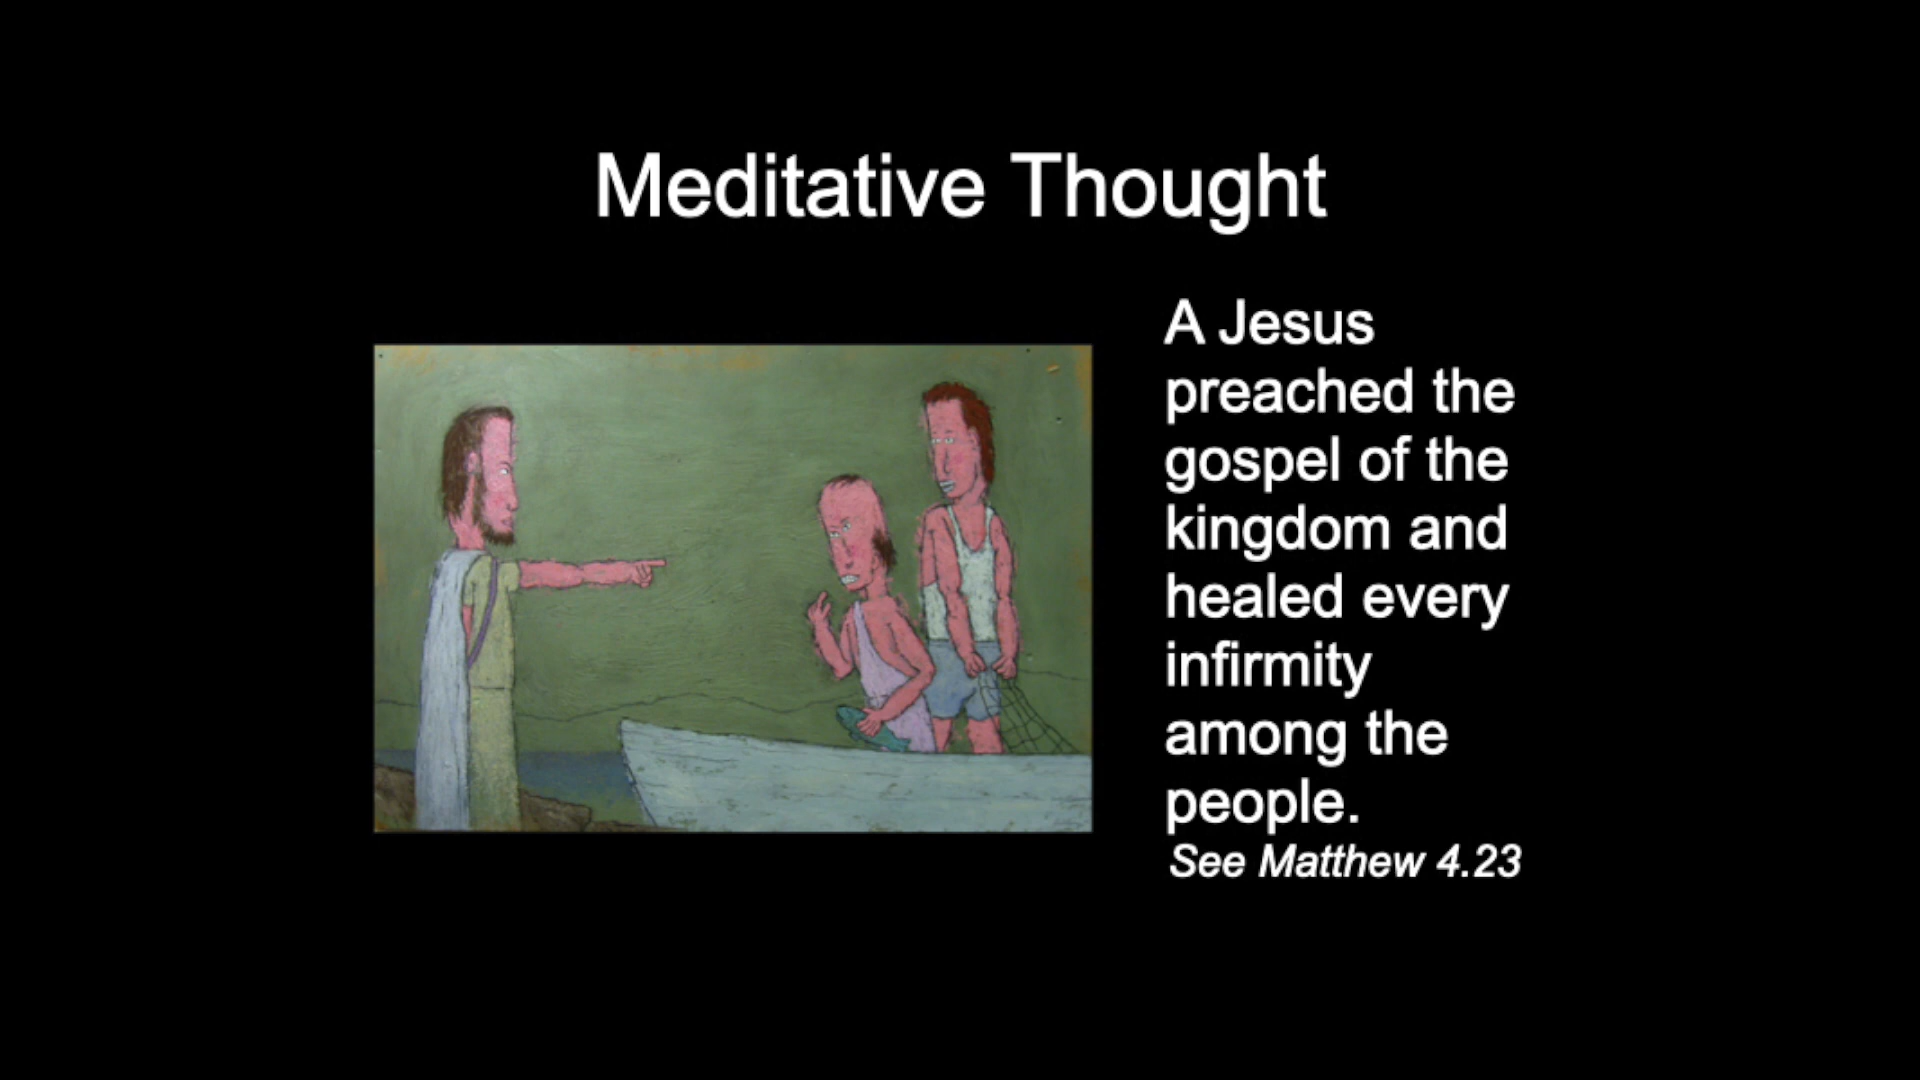 Meditative Thought
A Jesus
preached the
gospel of the
kingdom and
healed every
infirmity
among the
people.
See Matthew 4.23